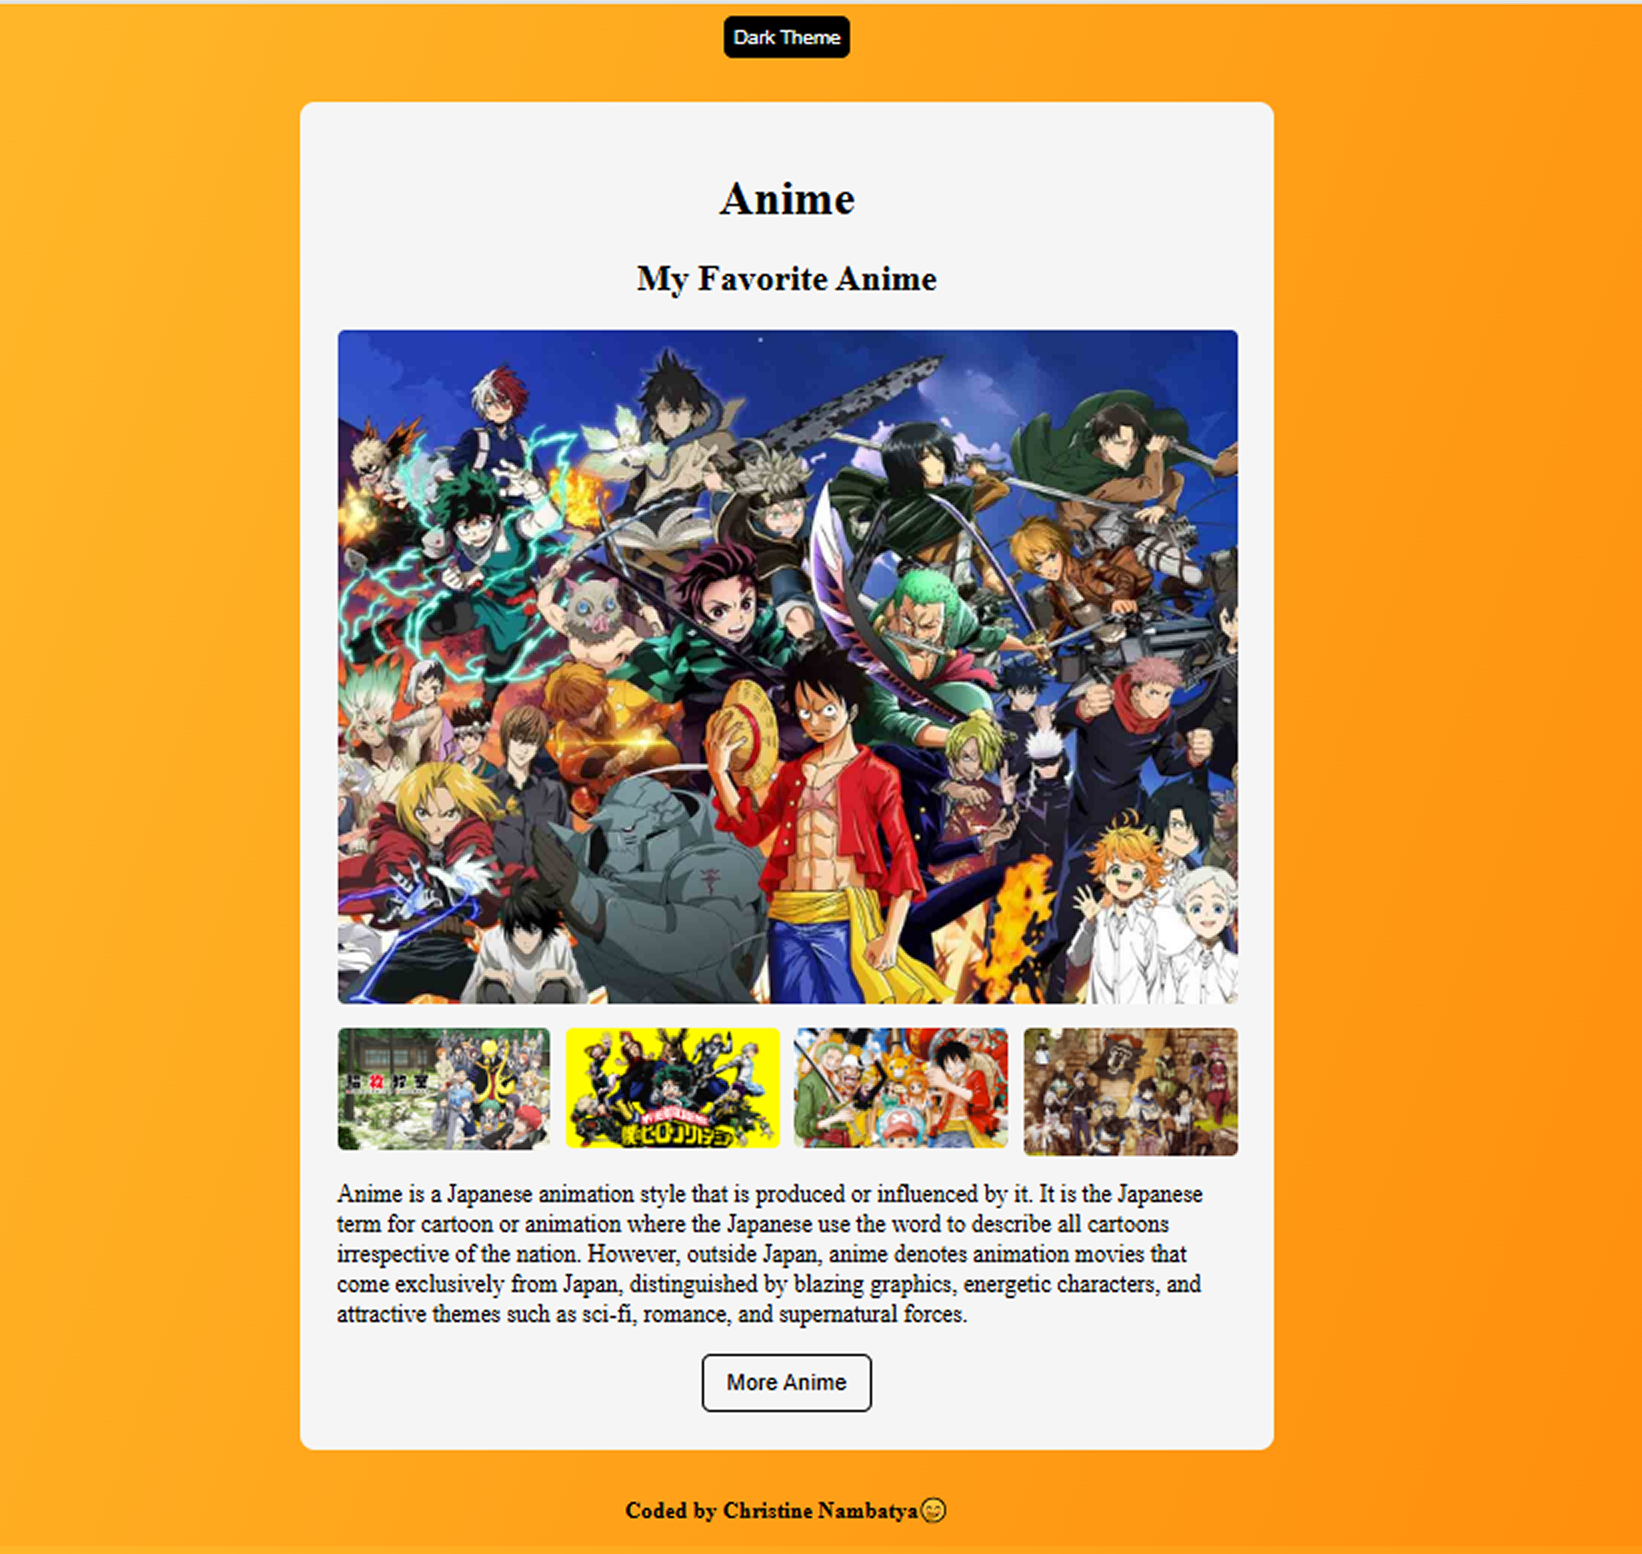 Dark Theme
Anime
My Favorite Anime
Anime is a Japanese animation style that is produced or influenced by it. It is the Japanese
term for cartoon or animation where the Japanese use the word to describe all cartoons
irrespective of the nation. However, outside Japan, anime denotes animation movies that
come exclusively from Japan, distinguished by blazing graphics, energetic characters, and
attractive themes such as sci-fi, romance, and supernatural forces.
More Anime
Coded by Christine Nambatya😊